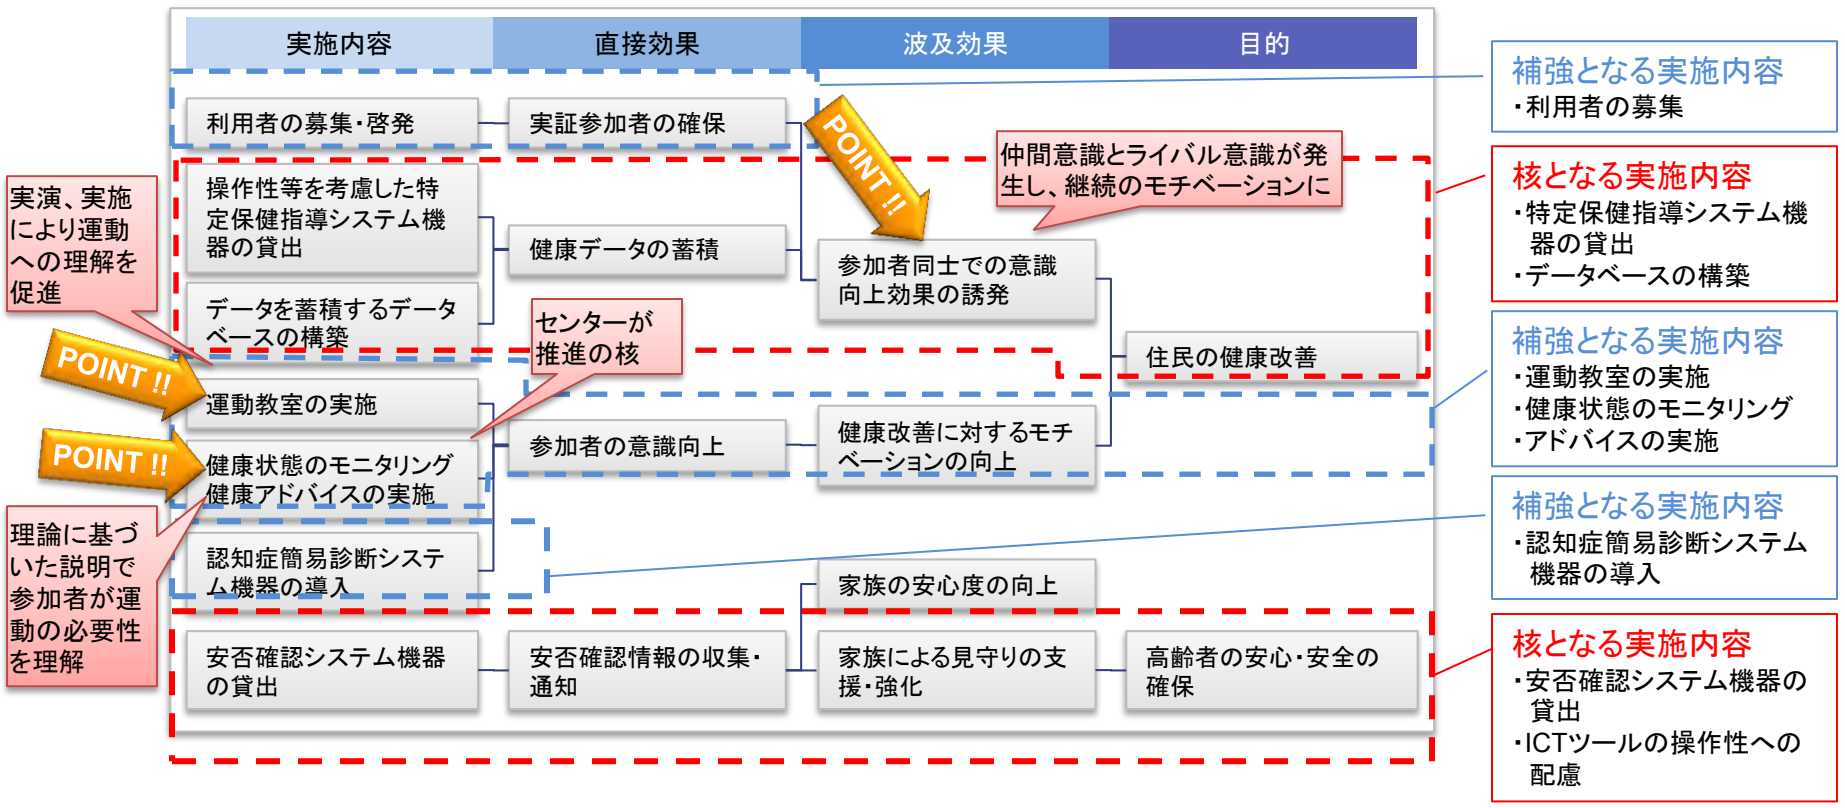 実施内容
直接効果
波及効果
目的
利用者の募集・啓発
実証参加者の確保
操作性等を考慮した特
定保健指導システム機
器の貸出
健康データの蓄積
データを蓄積するデータ
ベースの構築
参加者同士での意識
向上効果の誘発
住民の健康改善
運動教室の実施
健康状態のモニタリング
健康アドバイスの実施
参加者の意識向上
健康改善に対するモチ
ベーションの向上
認知症簡易診断システ
ム機器の導入
家族の安心度の向上
安否確認システム機器
の貸出
安否確認情報の収集・
通知
家族による見守りの支
援・強化
高齢者の安心・安全の
確保
POINT !!
仲間意識とライバル意識が発
生し、継続のモチベーションに
実演、実施
により運動
への理解を
促進
POINT !!
センターが
推進の核
POINT !!
理論に基づ
いた説明で
参加者が運
動の必要性
を理解
補強となる実施内容
・利用者の募集
核となる実施内容
・特定保健指導システム機
器の貸出
・データベースの構築
補強となる実施内容
・運動教室の実施
・健康状態のモニタリング
・アドバイスの実施
補強となる実施内容
・認知症簡易診断システム
機器の導入
核となる実施内容
・安否確認システム機器の
貸出
・ICTツールの操作性への
配慮